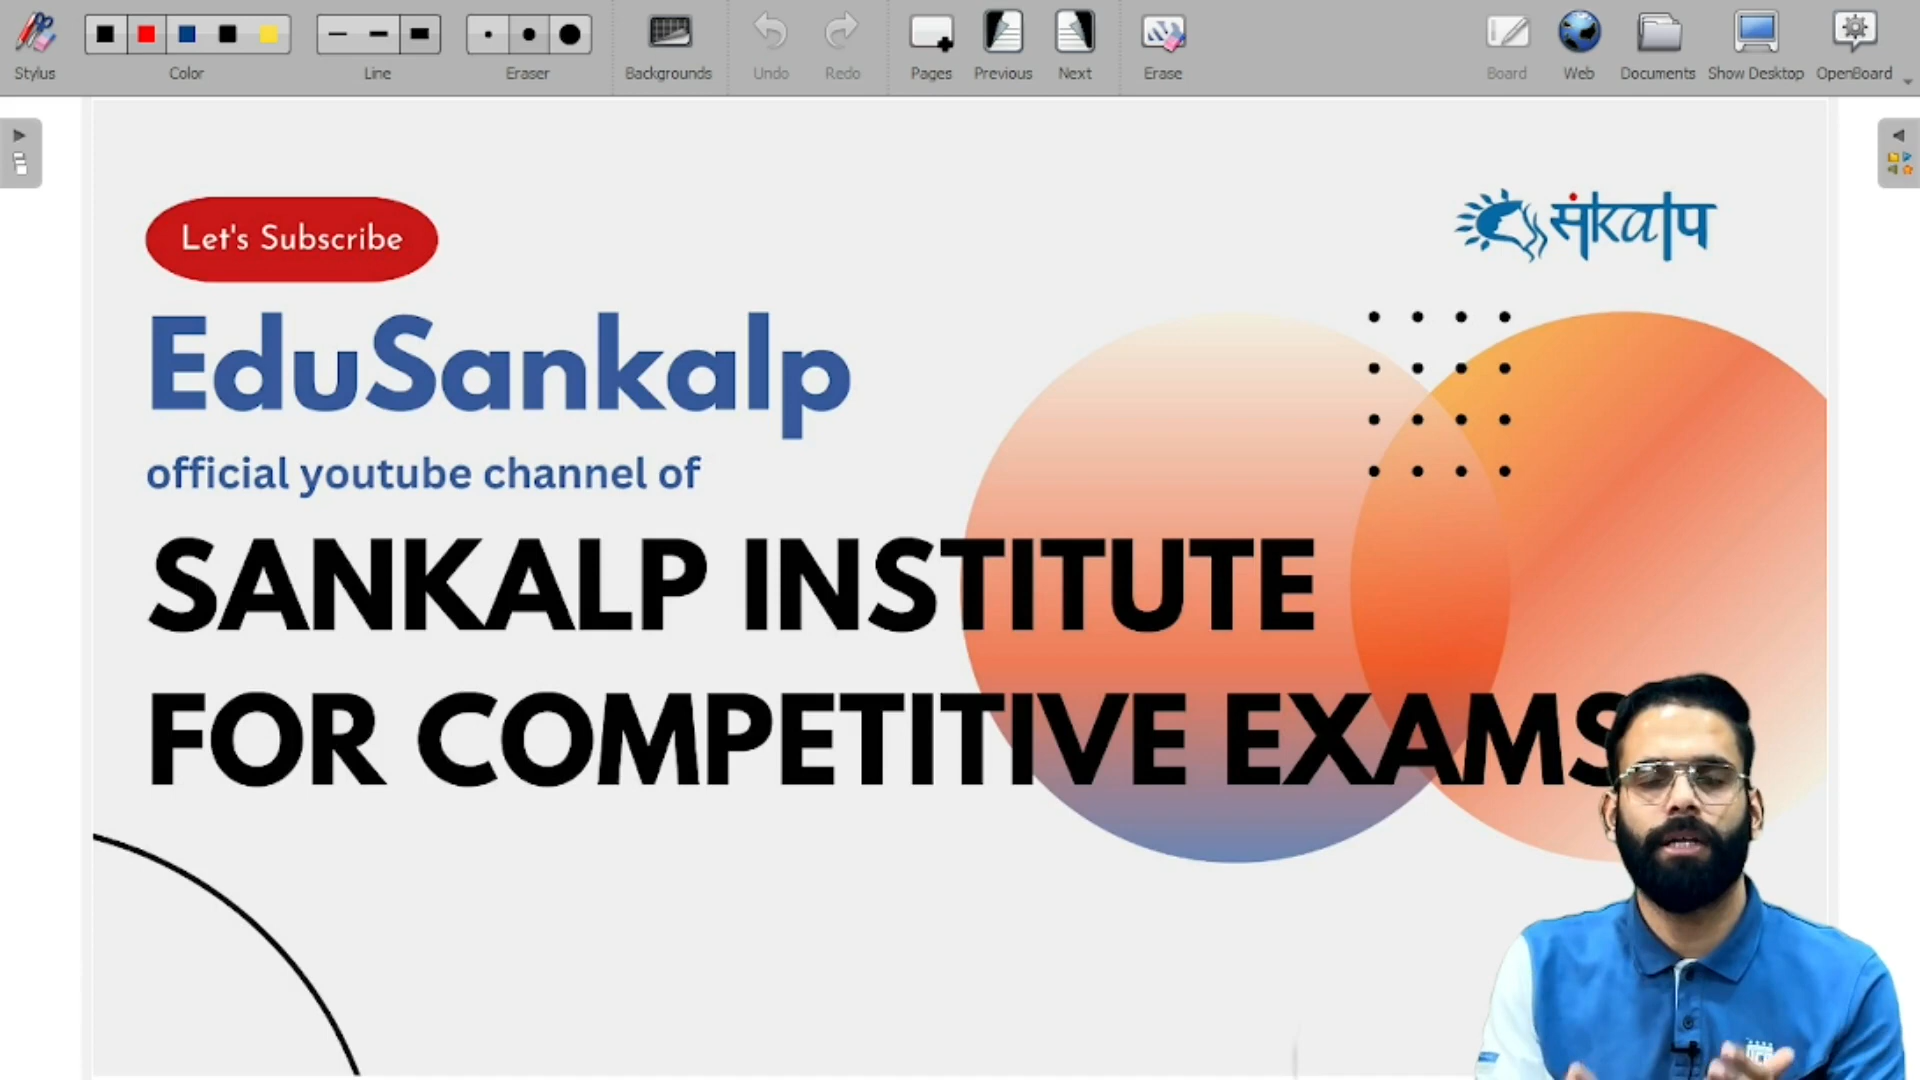 Stylus
Color
Line
Eraser
Backgrounds
Undo
Redo
Pages
Previous
Next
Erase
Board
Web
Documents
Show Desktop
OpenBoard
Let's Subscribe
संkalp
EduSankalp
official youtube channel of
SANKALP INSTITUTE
FOR COMPETITIVE EXAMS